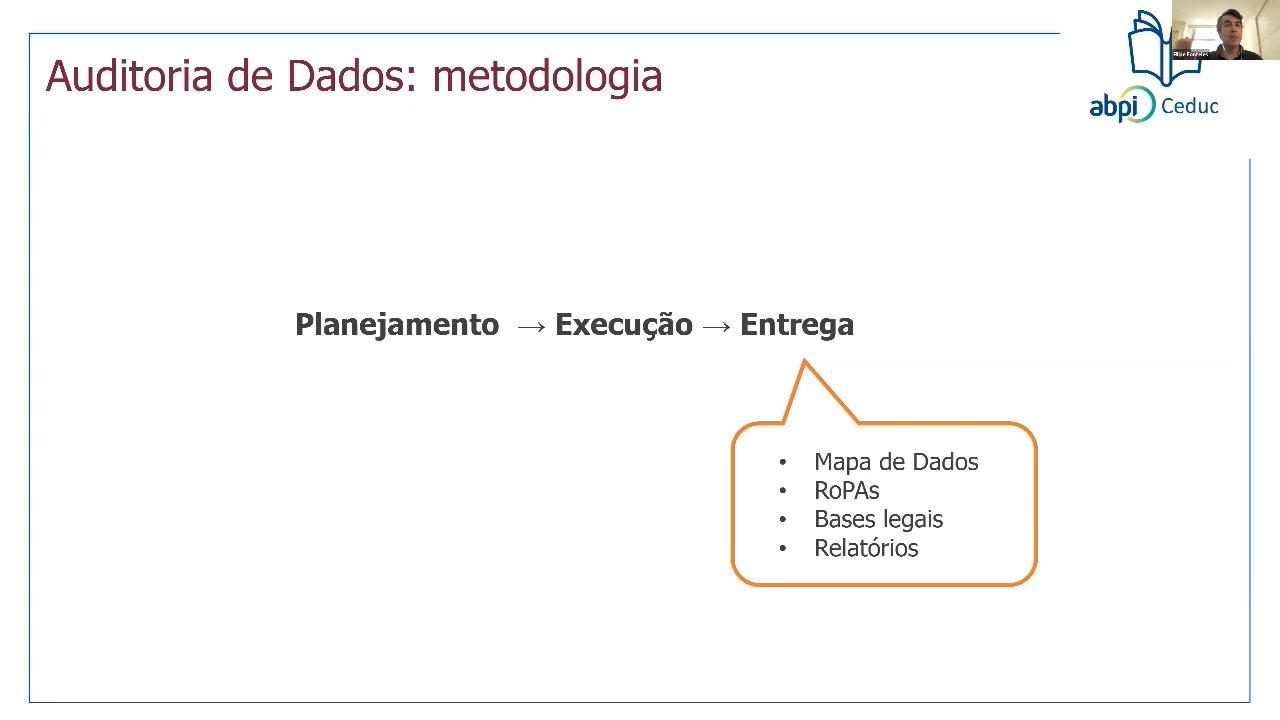 Auditoria de Dados: metodologia
abpi Ceduc
Planejamento → Execução → Entrega
• Mapa de Dados
• RoPAs
• Bases legais
• Relatórios